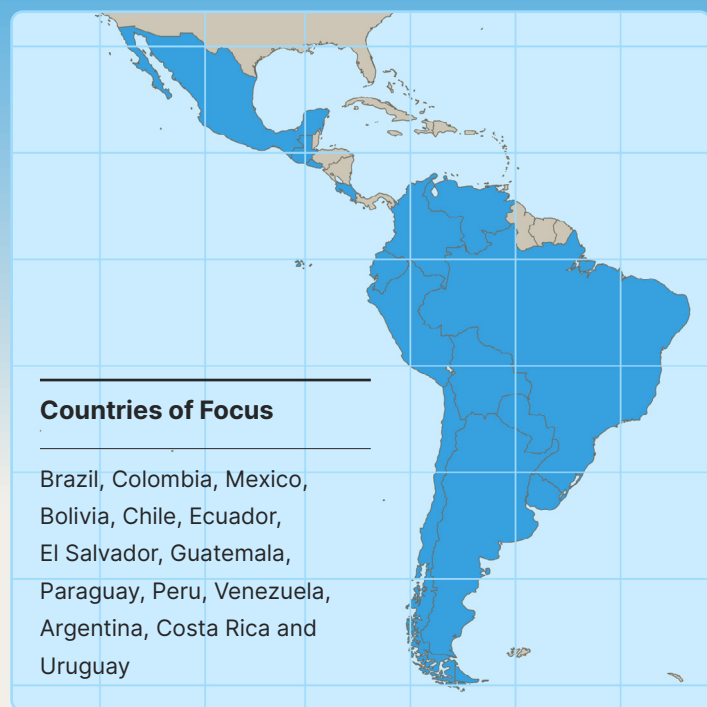 Countries of Focus
Brazil, Colombia, Mexico,
Bolivia, Chile, Ecuador,
El Salvador, Guatemala,
Paraguay, Peru, Venezuela,
Argentina, Costa Rica and
Uruguay